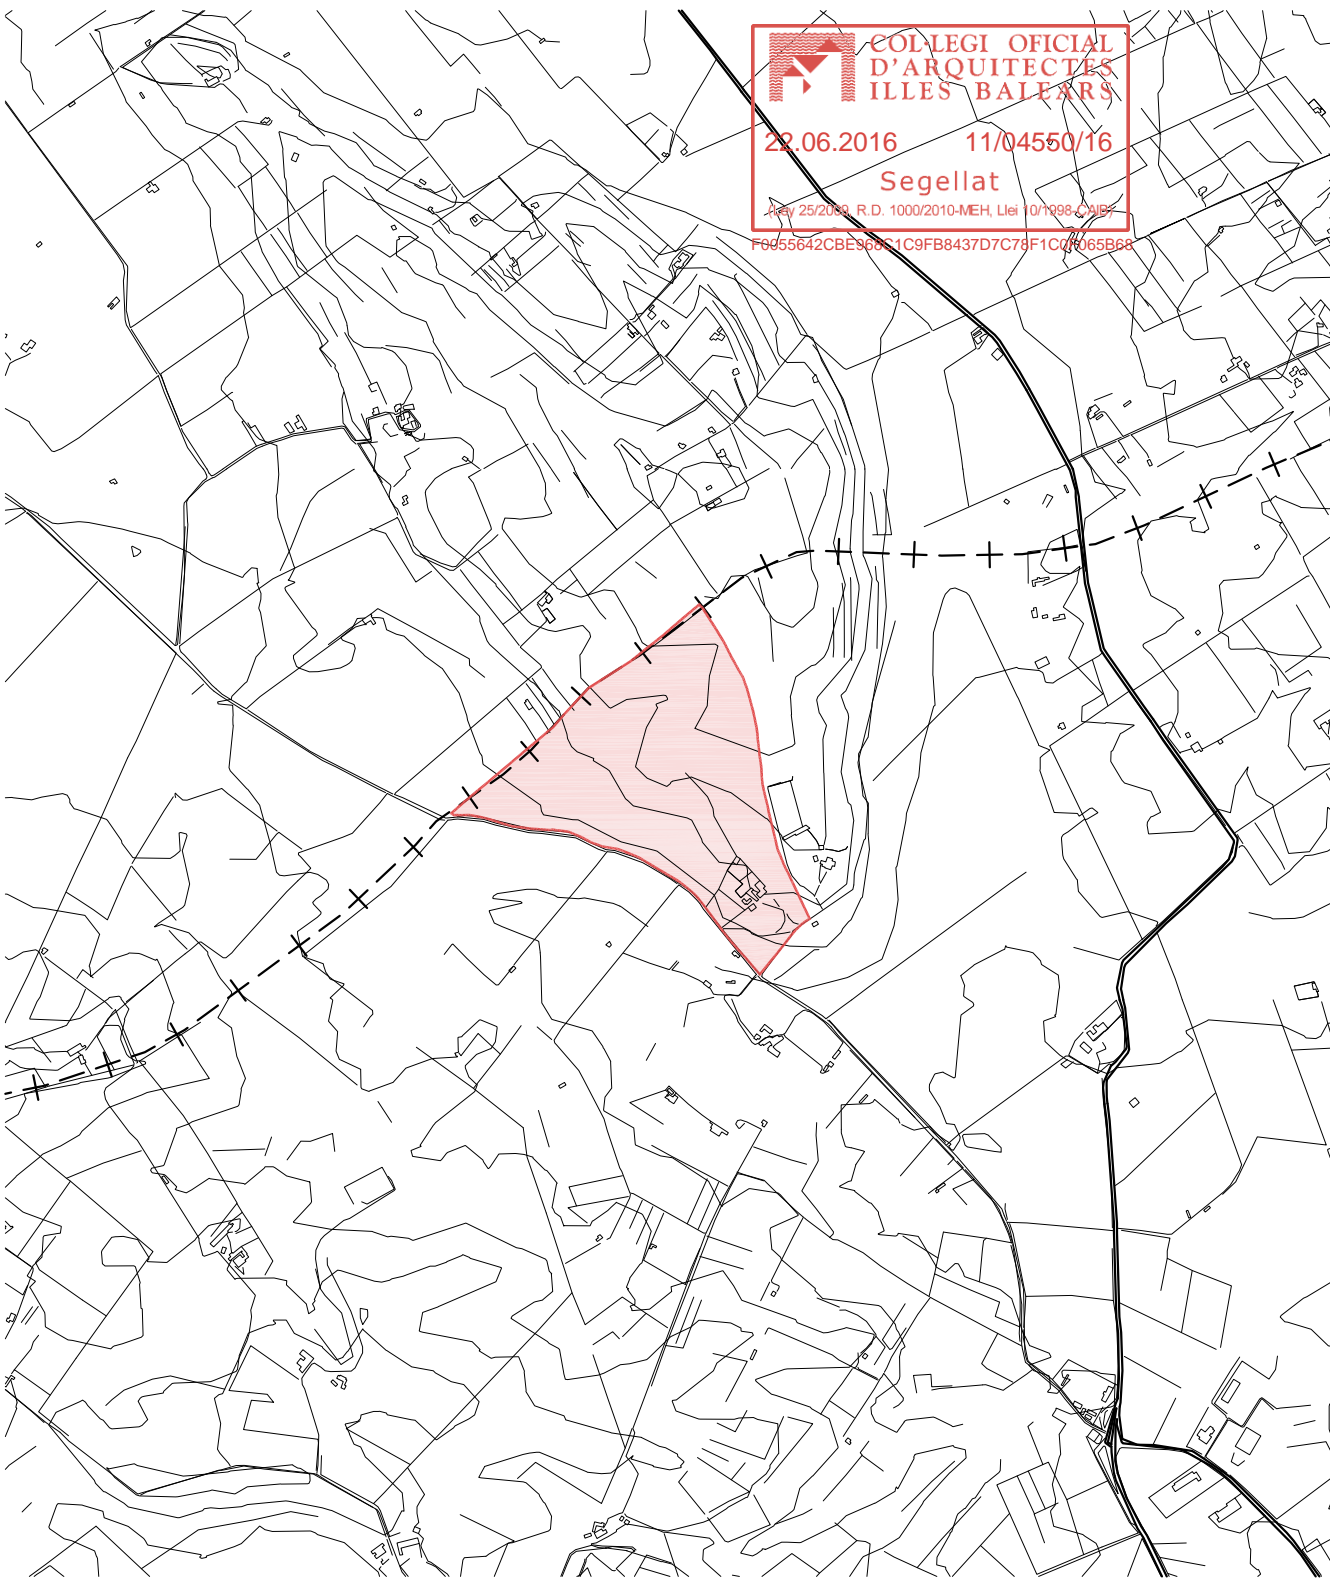 COL·LEGI OFICIAL
D'ARQUITECTES
ILLES BALEARS
22.06.2016 11/04550/16
Segellat
(Ley 25/2009, R.D. 1000/2010-MEH, Llei 10/1998-CAIB)